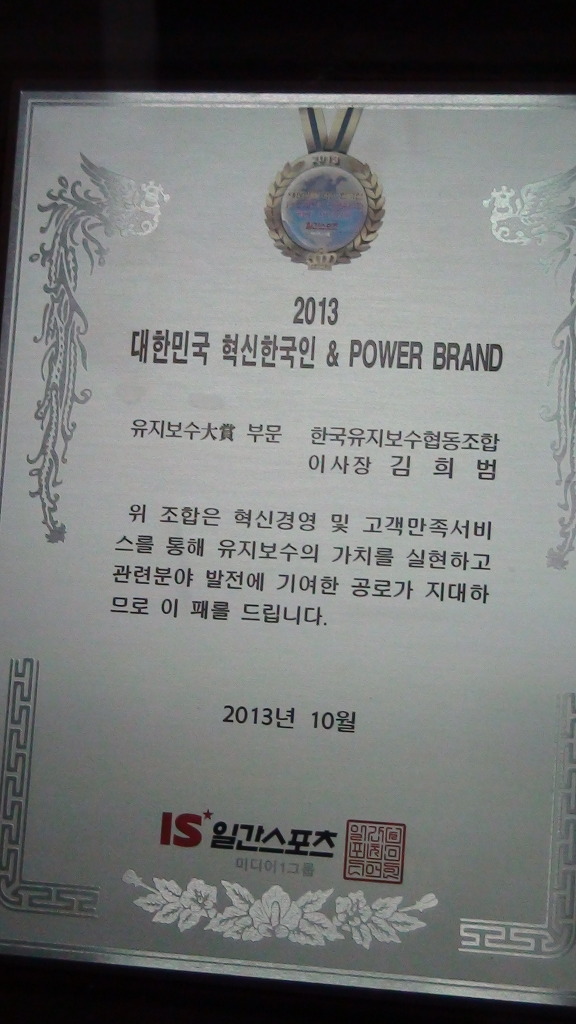 2013
2013
대한민국 혁신한국인 & POWER BRAND
유지보수大賞 부문 한국유지보수협동조합
이사장 김 희 범
위 조합은 혁신경영 및 고객만족서비
스를 통해 유지보수의 가치를 실현하고
관련분야 발전에 기여한 공로가 지대하
므로 이 패를 드립니다.
2013년 10월
IS 일간스포츠
미디어1그룹